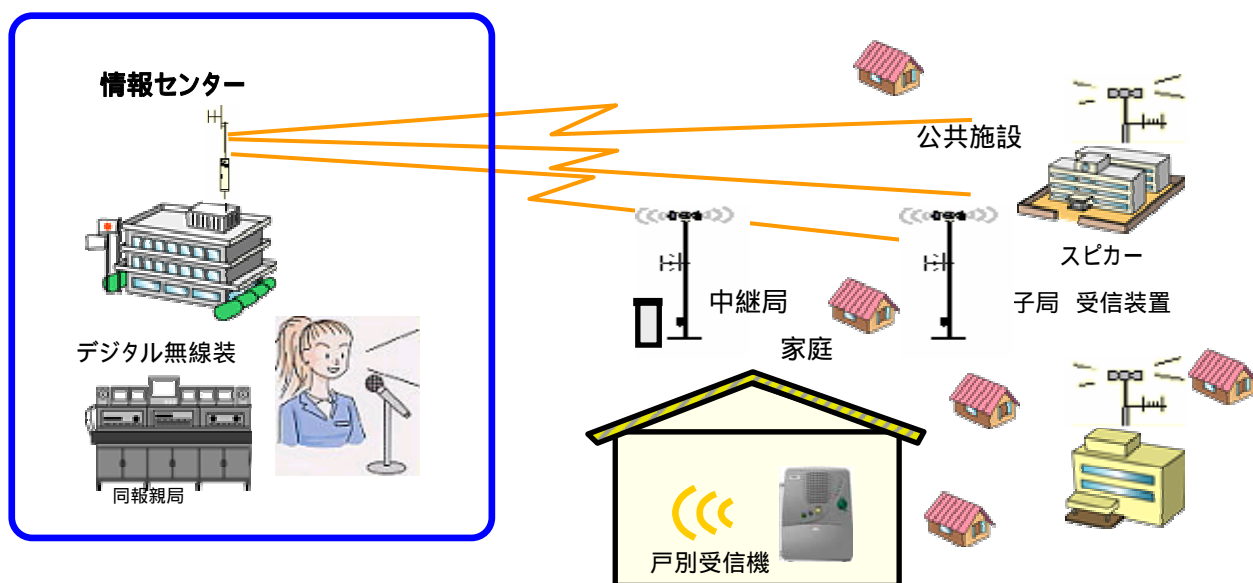 情報センター
公共施設
スピカー
中継局
子局 受信装置
デジタル無線装
家庭
同報親局
戸別受信機